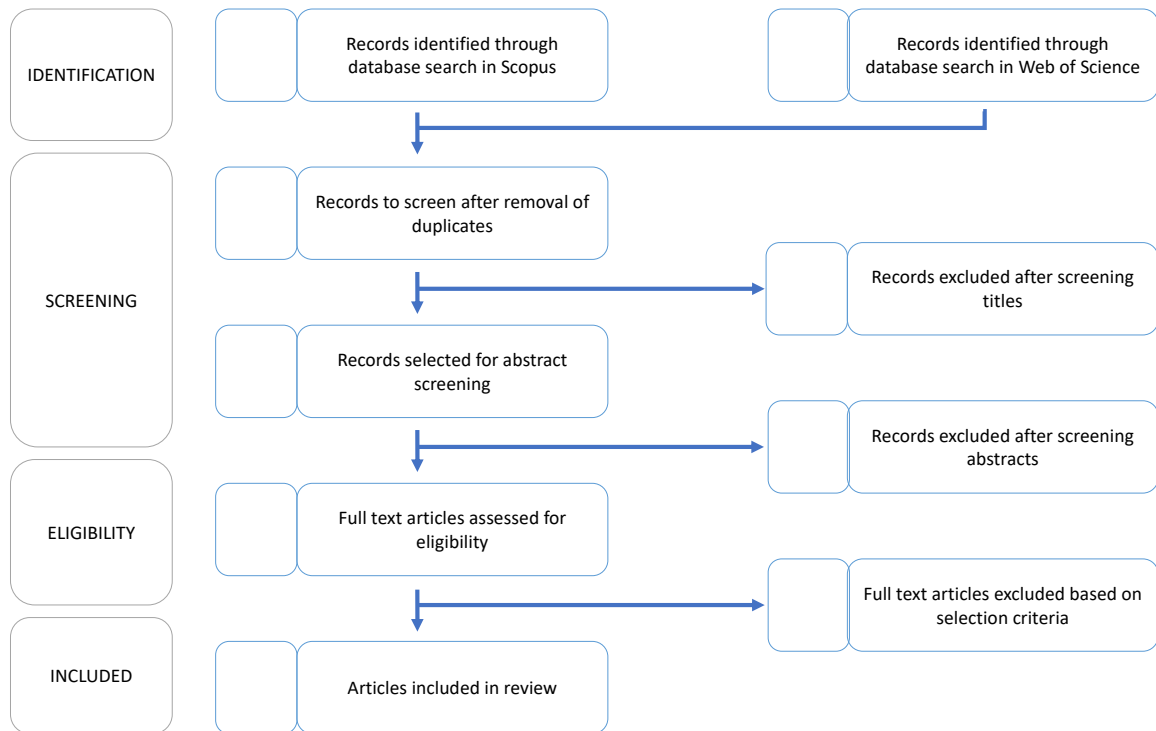 IDENTIFICATION
Records identified through
database search in Scopus
Records identified through
database search in Web of Science
SCREENING
Records to screen after removal of
duplicates
Records excluded after screening
titles
Records selected for abstract
screening
Records excluded after screening
abstracts
ELIGIBILITY
Full text articles assessed for
eligibility
Full text articles excluded based on
selection criteria
INCLUDED
Articles included in review